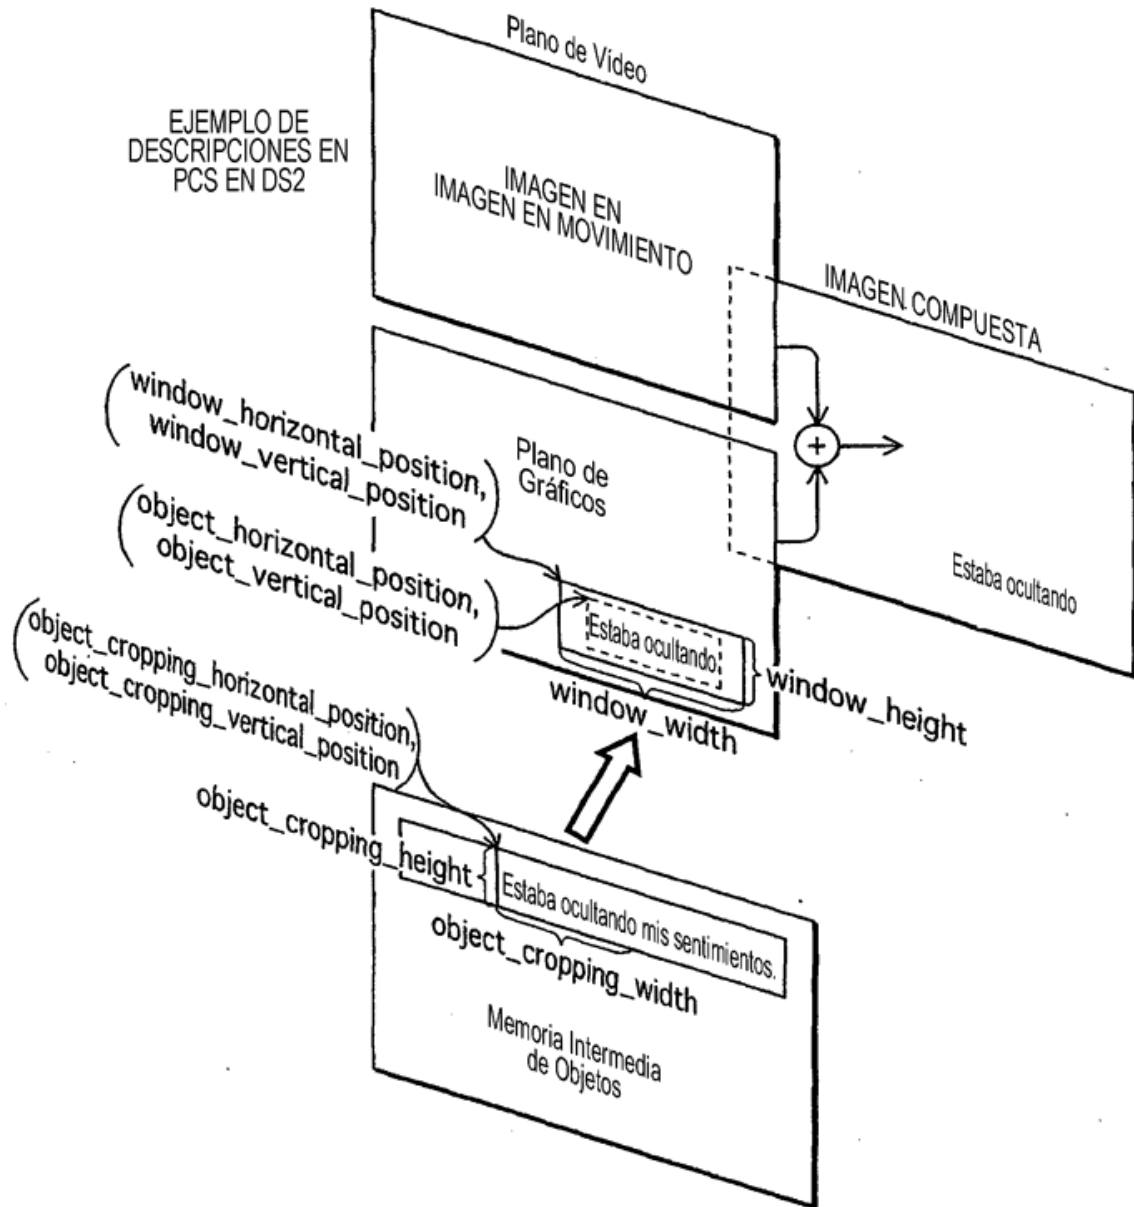 Plano de Vídeo
EJEMPLO DE
DESCRIPCIONES EN
PCS EN DS2
IMAGEN EN
IMAGEN EN MOVIMIENTO
IMAGEN COMPUESTA
(window_horizontal_position,
window_vertical_position)
Plano de
Gráficos
+
(object_horizontal_position,
object_vertical_position)
Estaba ocultando
Estaba ocultando
(object_cropping_horizontal_position,
object_cropping_vertical_position)
window_width
window_height
object_cropping_height
Estaba ocultando mis sentimientos.
object_cropping_width
Memoria Intermedia
de Objetos